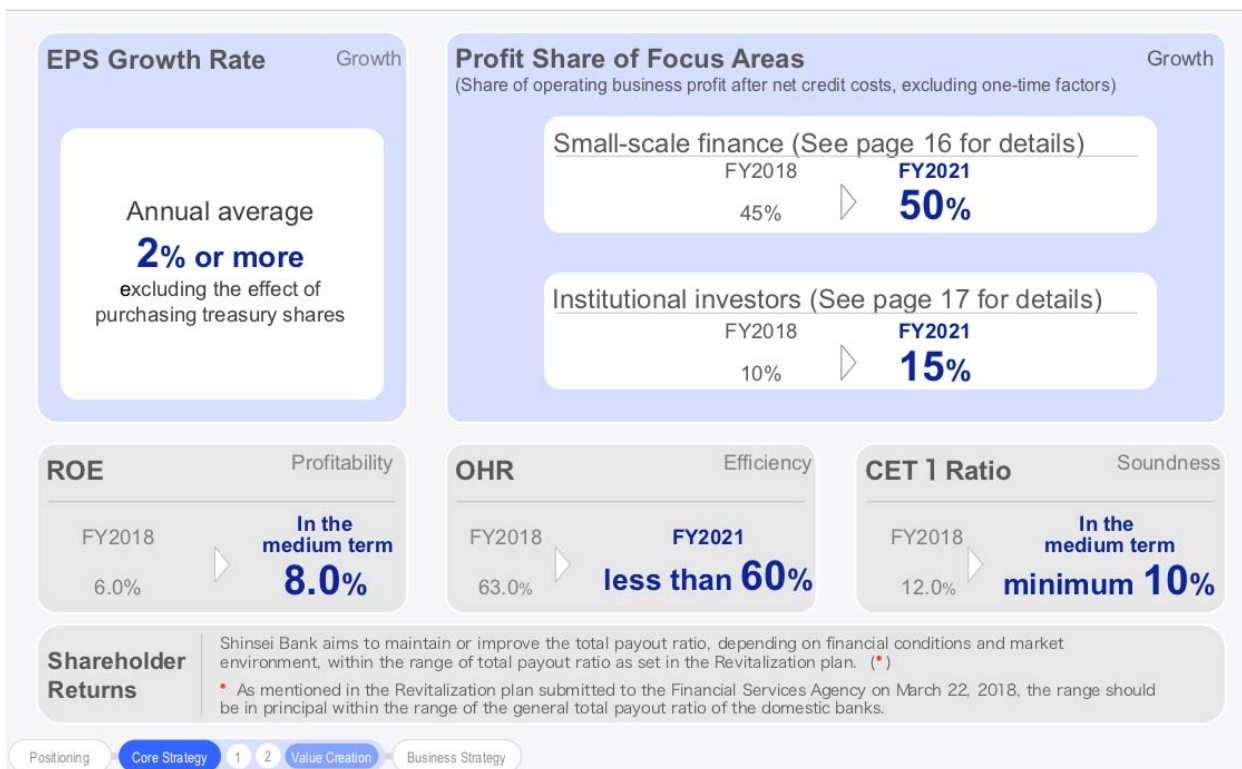 EPS Growth Rate Growth
Annual average
2% or more
excluding the effect of
purchasing treasury shares
Profit Share of Focus Areas Growth
(Share of operating business profit after net credit costs, excluding one-time factors)
Small-scale finance (See page 16 for details)
FY2018 FY2021
45% 50%
Institutional investors (See page 17 for details)
FY2018 FY2021
10% 15%
ROE Profitability
FY2018 In the
medium term
6.0% 8.0%
OHR Efficiency
FY2018 FY2021
63.0% less than 60%
CET 1 Ratio Soundness
FY2018 In the
medium term
12.0% minimum 10%
Shareholder
Returns
Shinsei Bank aims to maintain or improve the total payout ratio, depending on financial conditions and market
environment, within the range of total payout ratio as set in the Revitalization plan. (*)
* As mentioned in the Revitalization plan submitted to the Financial Services Agency on March 22, 2018, the range should
be in principal within the range of the general total payout ratio of the domestic banks.
Positioning Core Strategy 1 2 Value Creation Business Strategy